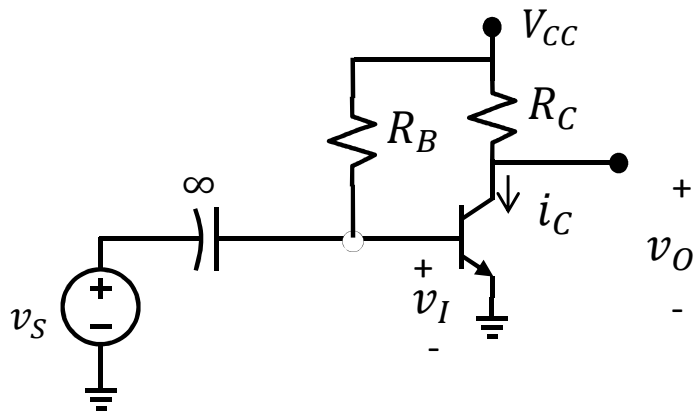 V_CC
R_B
R_C
∞
i_C
+
v_I
-
+
v_O
-
v_S
+
−